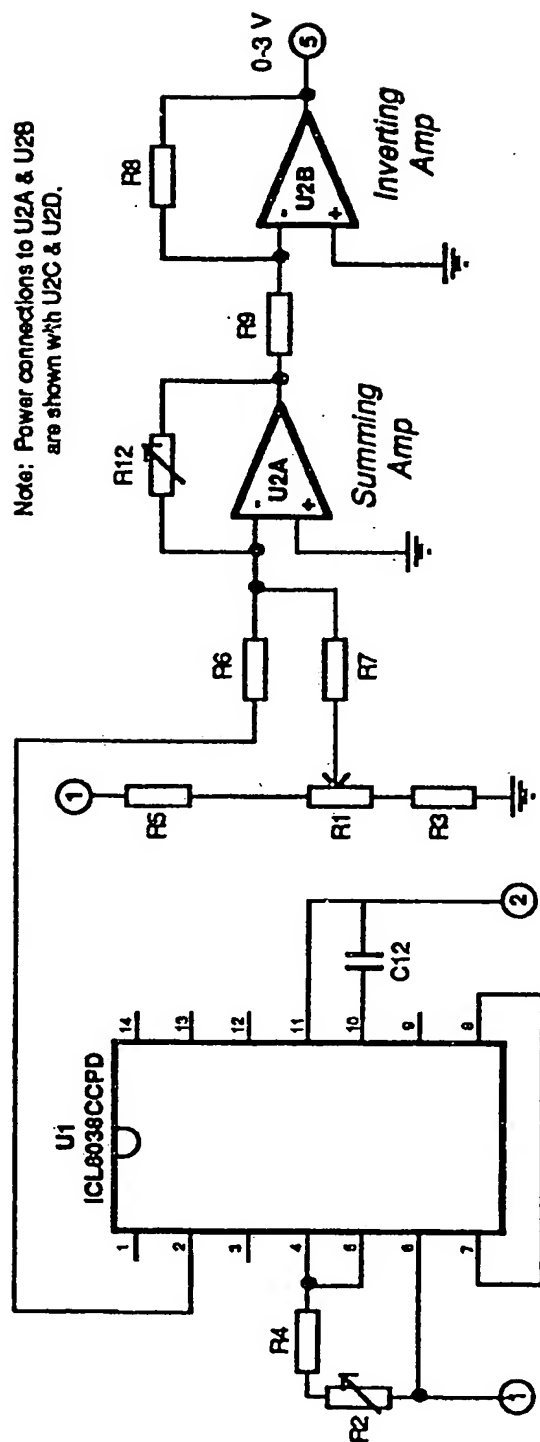 Note: Power connections to U2A & U2B
are shown with U2C & U2D.
U1
ICL8038CCPD
1
2
3
4
5
6
7
14
13
12
11
10
9
8
R4
R2
1
C12
2
1
R5
R1
R3
R6
R7
R12
-
+
U2A
Summing
Amp
R9
R8
-
+
U2B
Inverting
Amp
0-3 V
5